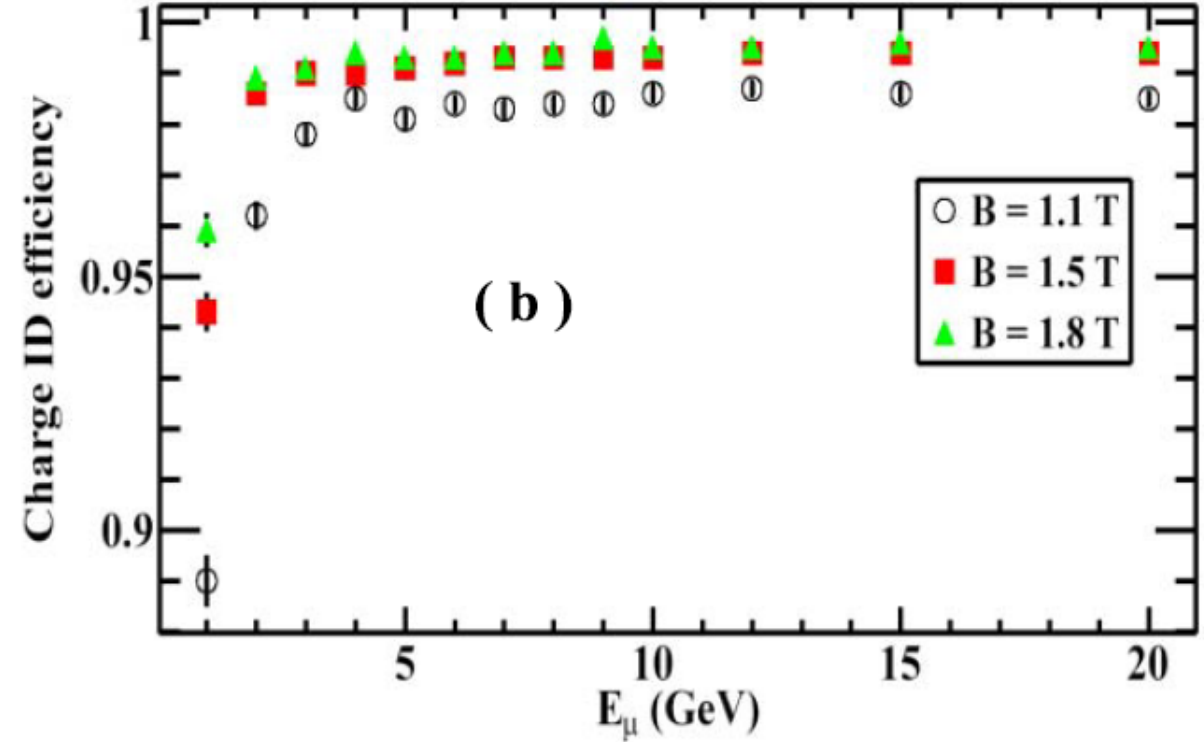 1
0.95
0.9
Charge ID efficiency
( b )
B = 1.1 T
B = 1.5 T
B = 1.8 T
5 10 15 20
Eμ (GeV)